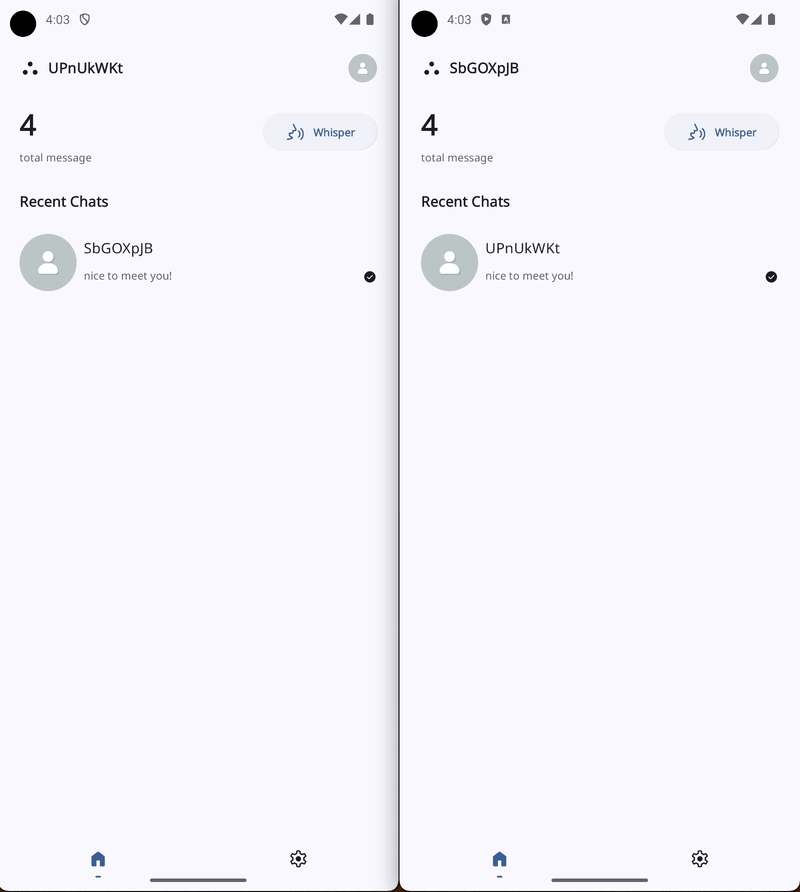 4:03
UPnUkWKt
4
Whisper
total message
Recent Chats
SbGOXpJB
nice to meet you!
4:03
SbGOXpJB
4
Whisper
total message
Recent Chats
UPnUkWKt
nice to meet you!